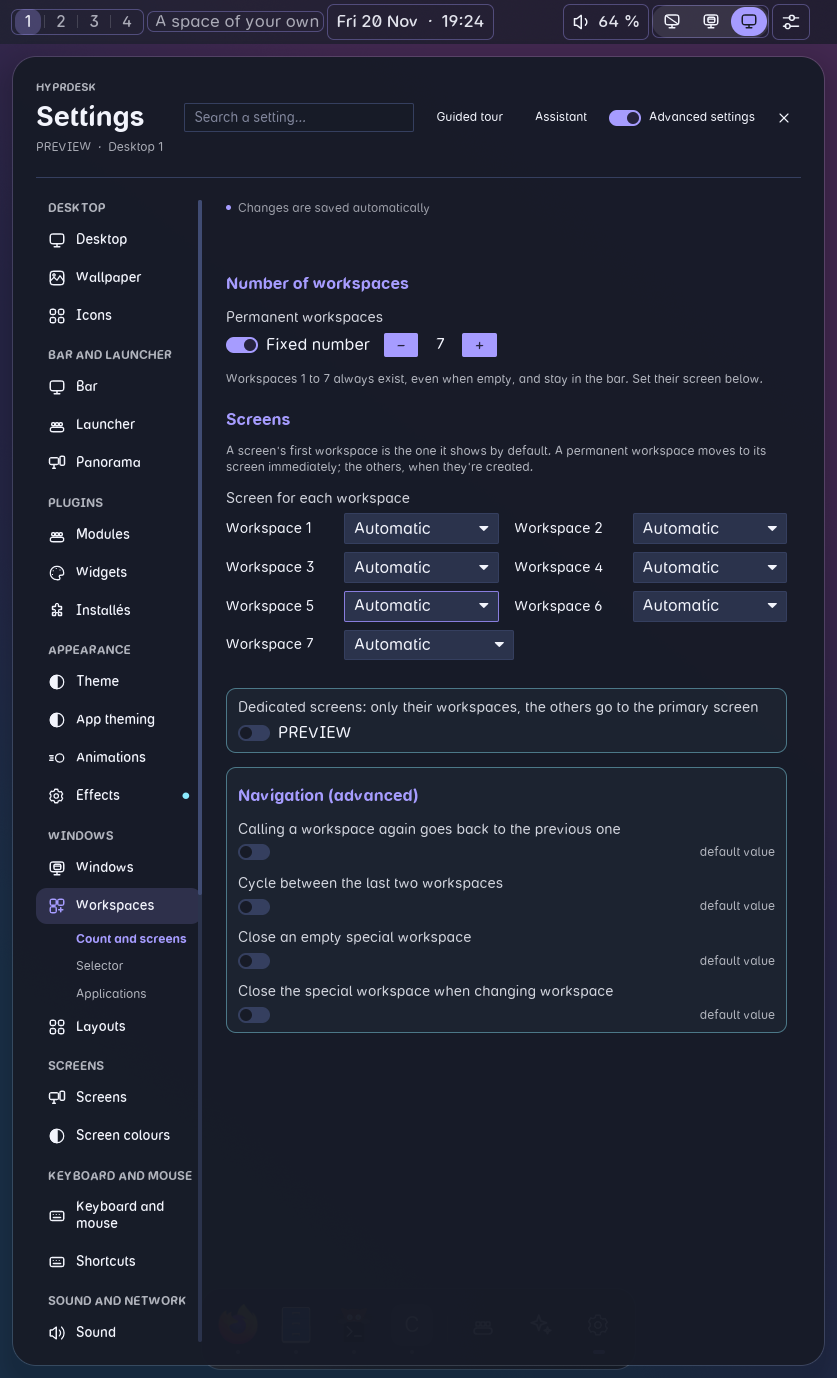 1 2 3 4 A space of your own Fri 20 Nov · 19:24 64 %
HYPRDESK
Settings
Search a setting...
Guided tour
Assistant
Advanced settings
PREVIEW · Desktop 1
DESKTOP
Desktop
Wallpaper
Icons
BAR AND LAUNCHER
Bar
Launcher
Panorama
PLUGINS
Modules
Widgets
Installés
APPEARANCE
Theme
App theming
Animations
Effects
WINDOWS
Windows
Workspaces
Count and screens
Selector
Applications
Layouts
SCREENS
Screens
Screen colours
KEYBOARD AND MOUSE
Keyboard and
mouse
Shortcuts
SOUND AND NETWORK
Sound
Changes are saved automatically
Number of workspaces
Permanent workspaces
Fixed number − 7 +
Workspaces 1 to 7 always exist, even when empty, and stay in the bar. Set their screen below.
Screens
A screen's first workspace is the one it shows by default. A permanent workspace moves to its
screen immediately; the others, when they're created.
Screen for each workspace
Workspace 1 Automatic Workspace 2 Automatic
Workspace 3 Automatic Workspace 4 Automatic
Workspace 5 Automatic Workspace 6 Automatic
Workspace 7 Automatic
Dedicated screens: only their workspaces, the others go to the primary screen
PREVIEW
Navigation (advanced)
Calling a workspace again goes back to the previous one
default value
Cycle between the last two workspaces
default value
Close an empty special workspace
default value
Close the special workspace when changing workspace
default value